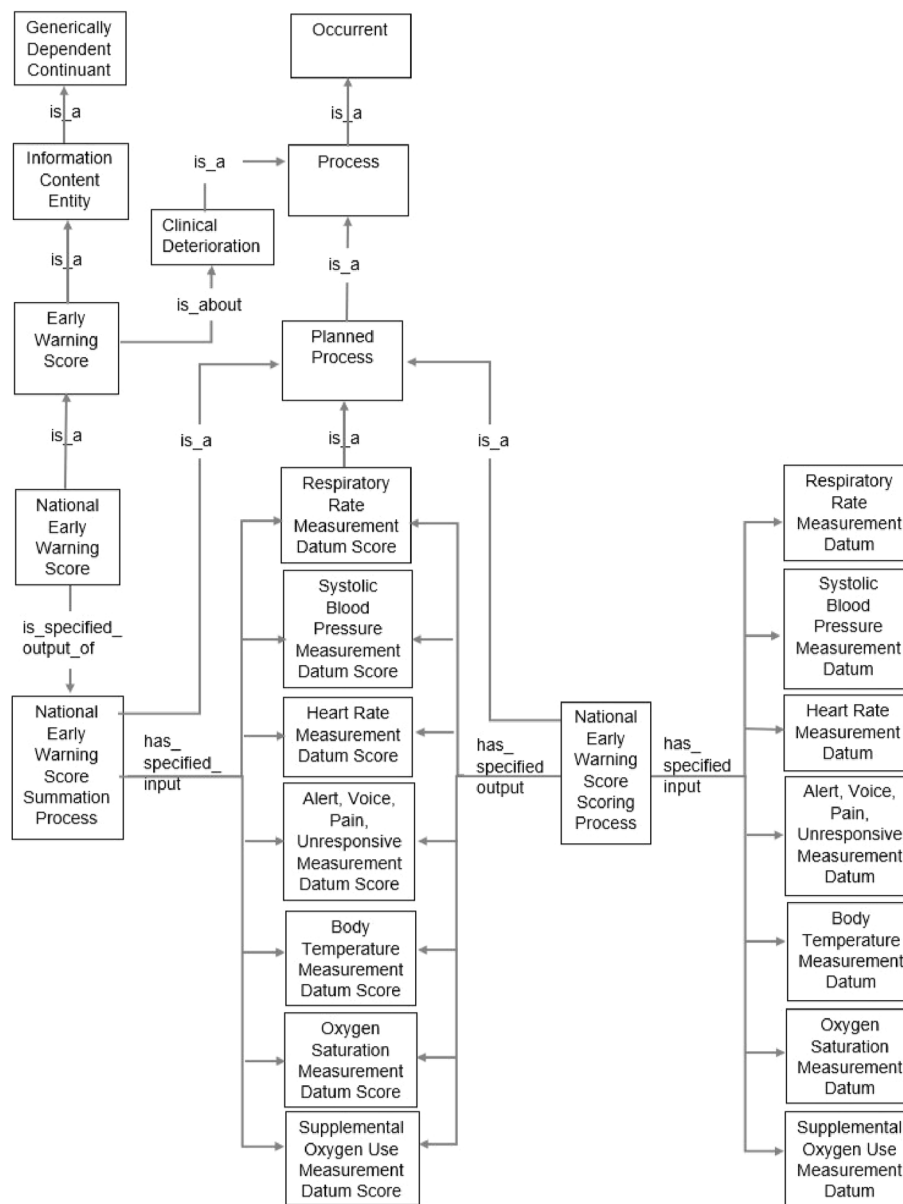 Generically
Dependent
Continuant
Occurrent
is_a
is_a
Information
Content
Entity
is_a
Process
Clinical
Deterioration
is_a
is_a
is_about
Early
Warning
Score
Planned
Process
is_a
is_a
is_a
is_a
National
Early
Warning
Score
Respiratory
Rate
Measurement
Datum Score
Respiratory
Rate
Measurement
Datum
is_specified_
output_of
Systolic
Blood
Pressure
Measurement
Datum Score
Systolic
Blood
Pressure
Measurement
Datum
National
Early
Warning
Score
Summation
Process
has_
specified_
input
Heart Rate
Measurement
Datum Score
has_
specified_
output
National
Early
Warning
Score
Scoring
Process
has_
specified_
input
Heart Rate
Measurement
Datum
Alert, Voice,
Pain,
Unresponsive
Measurement
Datum Score
Alert, Voice,
Pain,
Unresponsive
Measurement
Datum
Body
Temperature
Measurement
Datum Score
Body
Temperature
Measurement
Datum
Oxygen
Saturation
Measurement
Datum Score
Oxygen
Saturation
Measurement
Datum
Supplemental
Oxygen Use
Measurement
Datum Score
Supplemental
Oxygen Use
Measurement
Datum